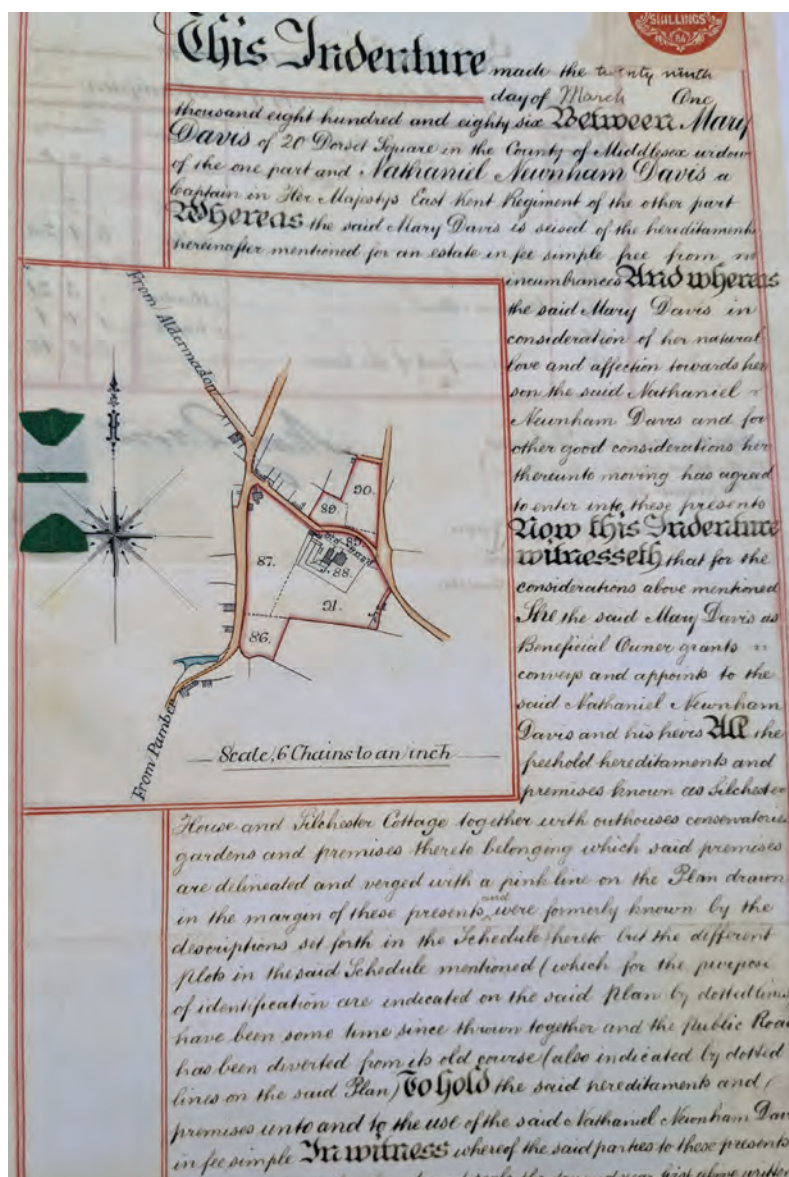 SHILLINGS
84
This Indenture made the twenty ninth
day of March One
thousand eight hundred and eighty six Between Mary
Davis of 20 Dorset Square in the County of Middlesex widow
of the one part and Nathaniel Newnham Davis a
Captain in Her Majestys East Kent Regiment of the other part
Whereas the said Mary Davis is seised of the hereditaments
hereinafter mentioned for an estate in fee simple free from
incumbrances And whereas
the said Mary Davis in
consideration of her natural
love and affection towards her
son the said Nathaniel
Newnham Davis and for
other good considerations her
thereunto moving has agreed
to enter into these presents
Now this Indenture
witnesseth that for the
considerations above mentioned
She the said Mary Davis as
Beneficial Owner grants
conveys and appoints to the
said Nathaniel Newnham
Davis and his heirs All the
freehold hereditaments and
premises known as Silchester
From Aldermaston
90.
89.
85.
Old Road
87.
88.
91.
86.
From Pamber
Scale, 6 Chains to an inch
House and Silchester Cottage together with outhouses conservatories
gardens and premises thereto belonging which said premises
are delineated and verged with a pink line on the Plan drawn
in the margin of these presents and were formerly known by the
descriptions set forth in the Schedule hereto but the different
plots in the said Schedule mentioned (which for the purpose
of identification are indicated on the said Plan by dotted lines
have been some time since thrown together and the Public Road
has been diverted from its old course (also indicated by dotted
lines on the said Plan) To Hold the said hereditaments and
premises unto and to the use of the said Nathaniel Newnham Davis
in fee simple In witness whereof the said parties to these presents
first above written